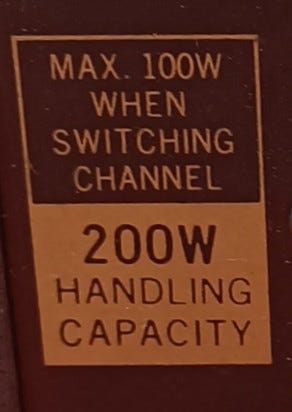 MAX. 100W
WHEN
SWITCHING
CHANNEL
200W
HANDLING
CAPACITY